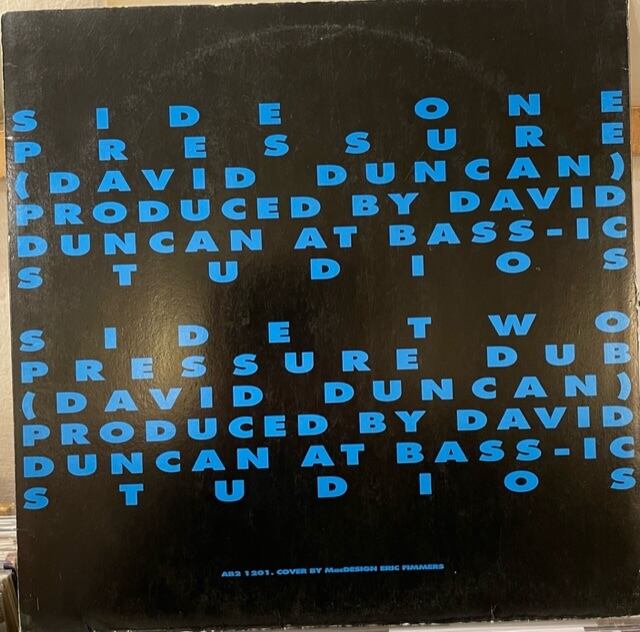 SIDE ONE
PRESSURE
(DAVID DUNCAN)
PRODUCED BY DAVID
DUNCAN AT BASS-IC
STUDIOS
SIDE TWO
PRESSURE DUB
(DAVID DUNCAN)
PRODUCED BY DAVID
DUNCAN AT BASS-IC
STUDIOS
AB2 1201. COVER BY MacDESIGN ERIC FIMMERS